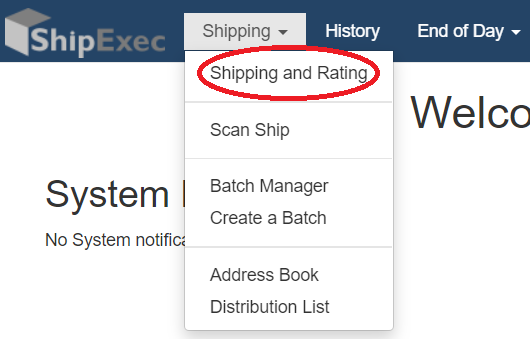 ShipExec Shipping History End of Day
Shipping and Rating
Welco
Scan Ship
System
Batch Manager
Create a Batch
No System notifica
Address Book
Distribution List